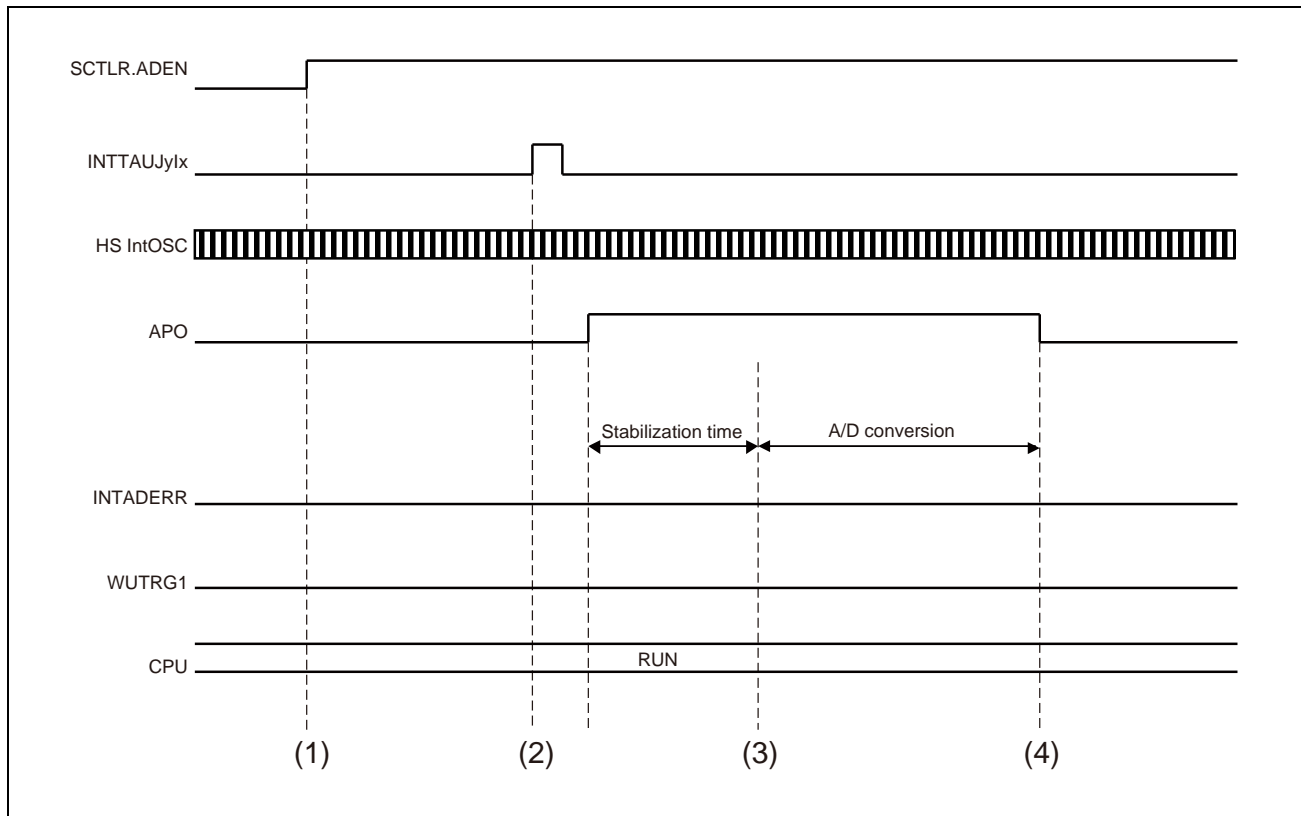 SCTLR.ADEN
INTTAUJyIx
HS IntOSC
APO
Stabilization time
A/D conversion
INTADERR
WUTRG1
CPU
RUN
(1)
(2)
(3)
(4)